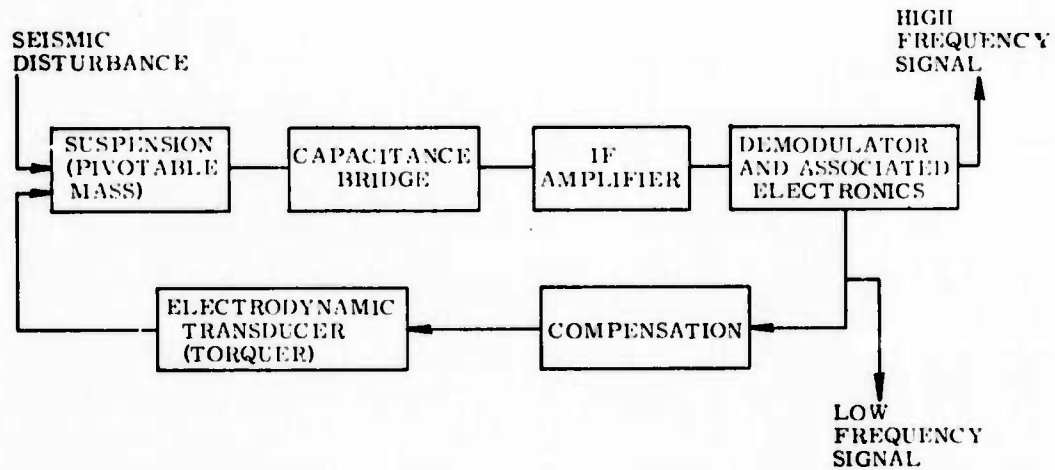 SEISMIC
DISTURBANCE
HIGH
FREQUENCY
SIGNAL
SUSPENSION
(PIVOTABLE
MASS)
CAPACITANCE
BRIDGE
IF
AMPLIFIER
DEMODULATOR
AND ASSOCIATED
ELECTRONICS
ELECTRODYNAMIC
TRANSDUCER
(TORQUER)
COMPENSATION
LOW
FREQUENCY
SIGNAL